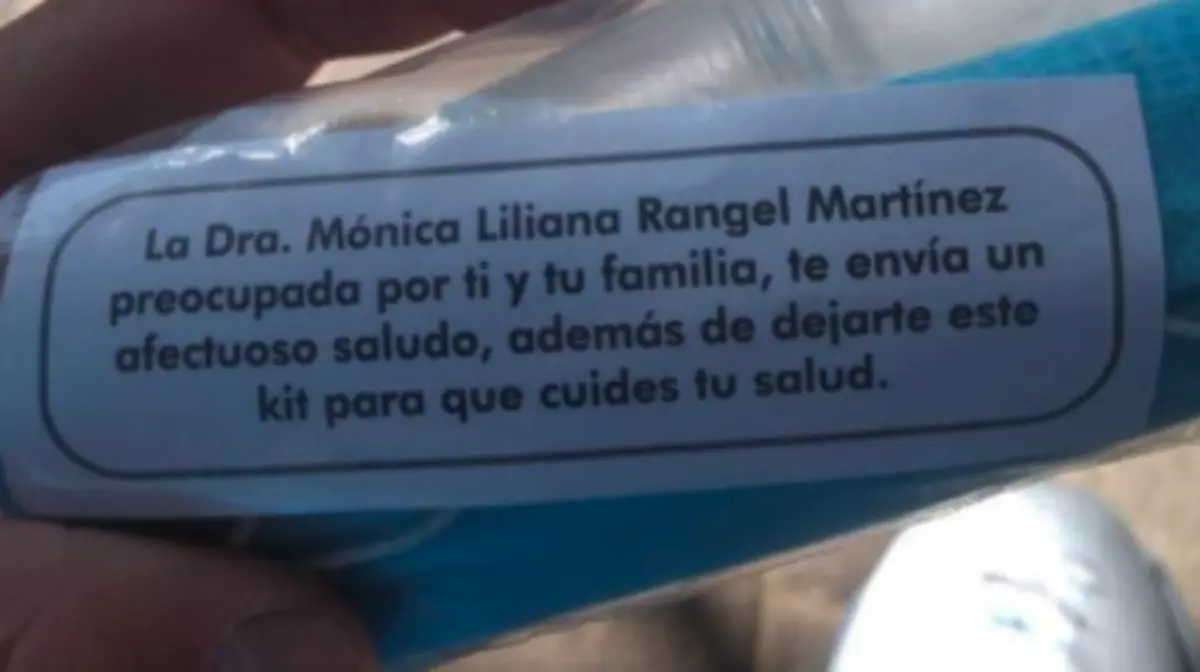 La Dra. Mónica Liliana Rangel Martínez
preocupada por ti y tu familia, te envía un
afectuoso saludo, además de dejarte este
kit para que cuides tu salud.